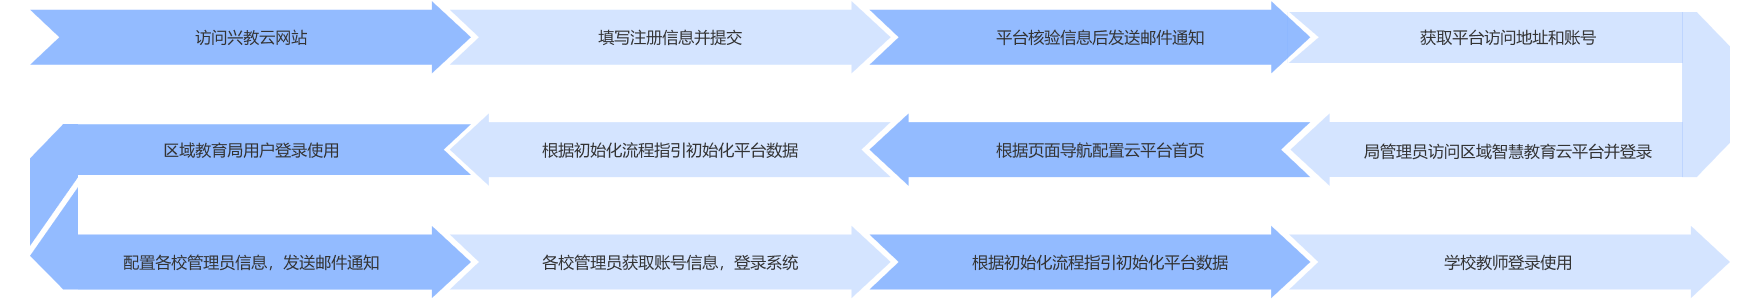 访问兴教云网站
填写注册信息并提交
平台核验信息后发送邮件通知
获取平台访问地址和账号
局管理员访问区域智慧教育云平台并登录
根据页面导航配置云平台首页
根据初始化流程指引初始化平台数据
区域教育局用户登录使用
配置各校管理员信息，发送邮件通知
各校管理员获取账号信息，登录系统
根据初始化流程指引初始化平台数据
学校教师登录使用